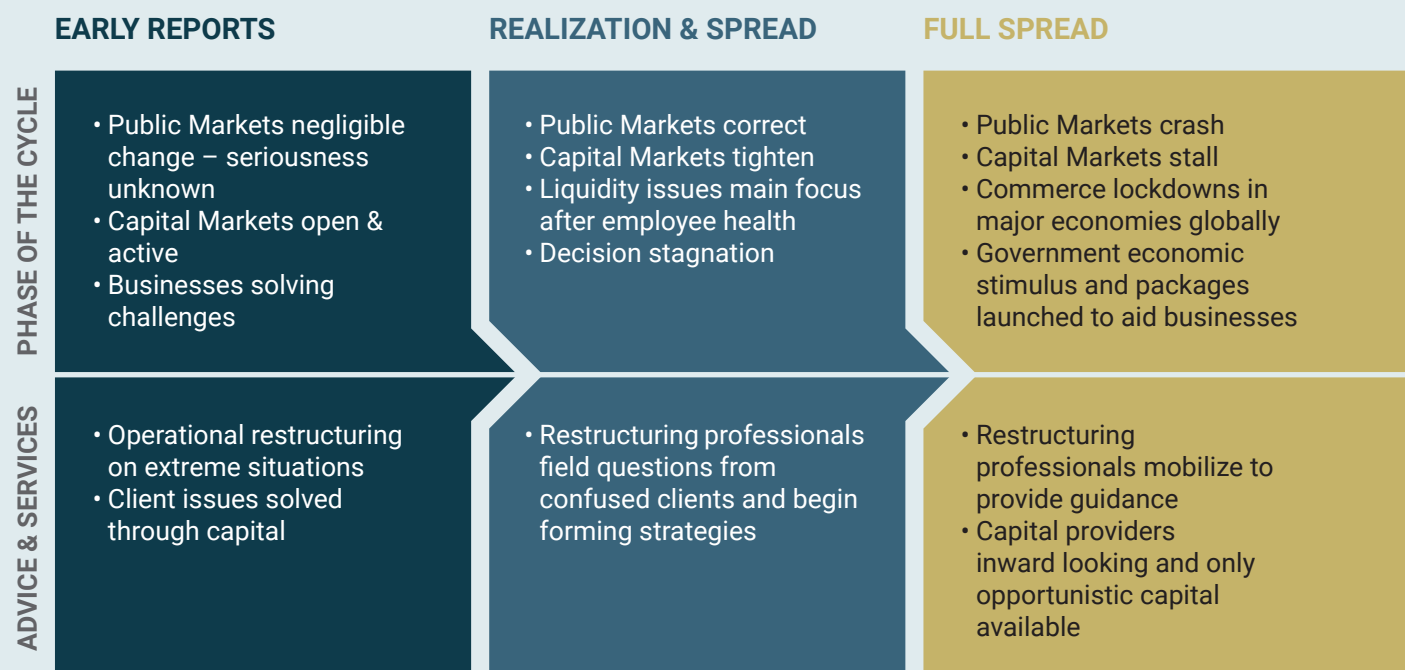 EARLY REPORTS
REALIZATION & SPREAD
FULL SPREAD
PHASE OF THE CYCLE
• Public Markets negligible
change – seriousness
unknown
• Capital Markets open &
active
• Businesses solving
challenges
• Public Markets correct
• Capital Markets tighten
• Liquidity issues main focus
after employee health
• Decision stagnation
• Public Markets crash
• Capital Markets stall
• Commerce lockdowns in
major economies globally
• Government economic
stimulus and packages
launched to aid businesses
ADVICE & SERVICES
• Operational restructuring
on extreme situations
• Client issues solved
through capital
• Restructuring professionals
field questions from
confused clients and begin
forming strategies
• Restructuring
professionals mobilize to
provide guidance
• Capital providers
inward looking and only
opportunistic capital
available